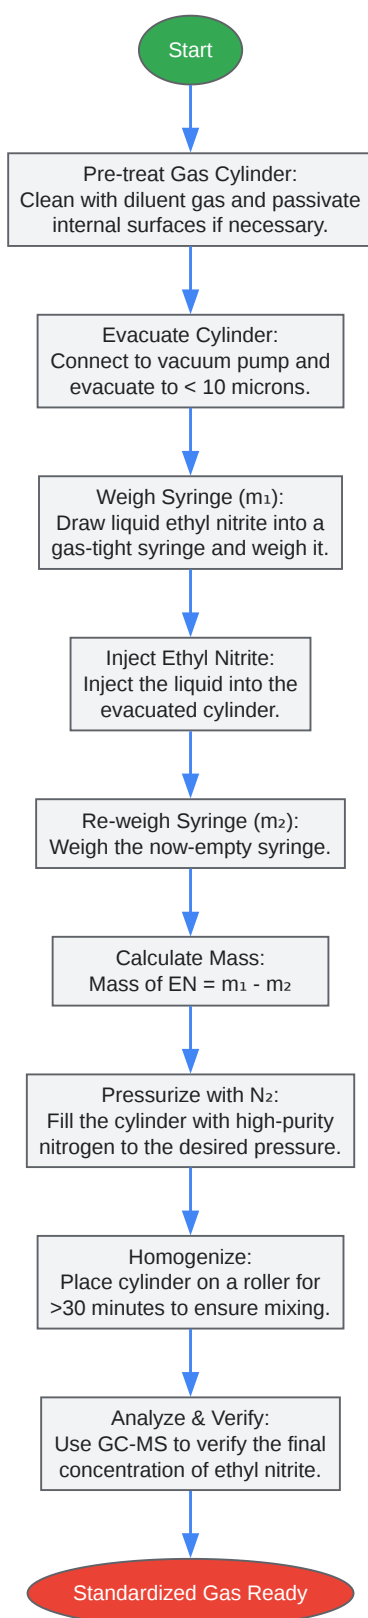 Start
Pre-treat Gas Cylinder:
Clean with diluent gas and passivate
internal surfaces if necessary.
Evacuate Cylinder:
Connect to vacuum pump and
evacuate to < 10 microns.
Weigh Syringe (m₁):
Draw liquid ethyl nitrite into a
gas-tight syringe and weigh it.
Inject Ethyl Nitrite:
Inject the liquid into the
evacuated cylinder.
Re-weigh Syringe (m₂):
Weigh the now-empty syringe.
Calculate Mass:
Mass of EN = m₁ - m₂
Pressurize with N₂:
Fill the cylinder with high-purity
nitrogen to the desired pressure.
Homogenize:
Place cylinder on a roller for
>30 minutes to ensure mixing.
Analyze & Verify:
Use GC-MS to verify the final
concentration of ethyl nitrite.
Standardized Gas Ready